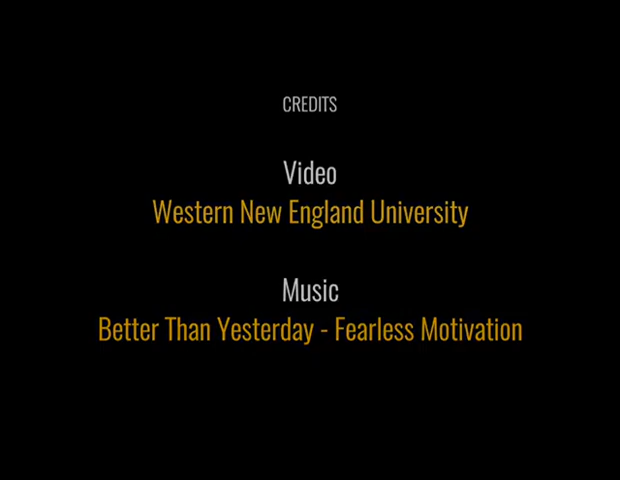 CREDITS
Video
Western New England University
Music
Better Than Yesterday - Fearless Motivation